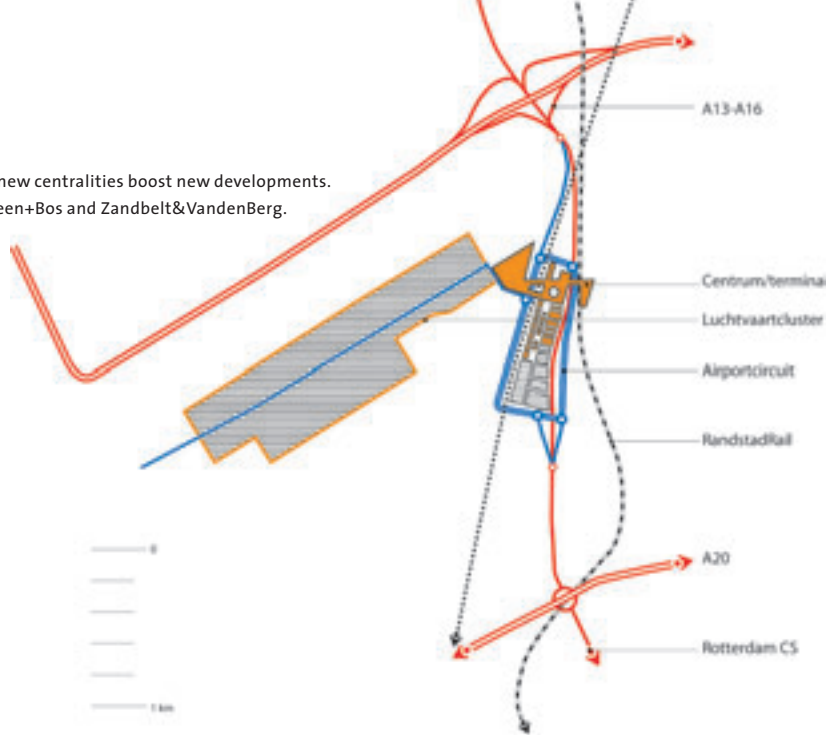 A13-A16
new centralities boost new developments.
een+Bos and Zandbelt&VandenBerg.
Centrum/terminal
Luchtvaartcluster
Airportcircuit
RandstadRail
0
A20
Rotterdam CS
1 km